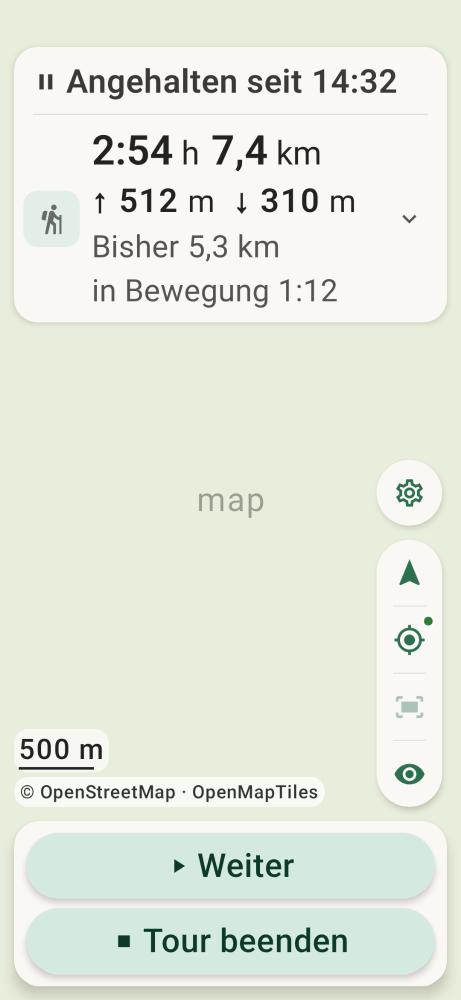 Angehalten seit 14:32
2:54 h 7,4 km
↑ 512 m ↓ 310 m
Bisher 5,3 km
in Bewegung 1:12
map
500 m
© OpenStreetMap · OpenMapTiles
Weiter
Tour beenden